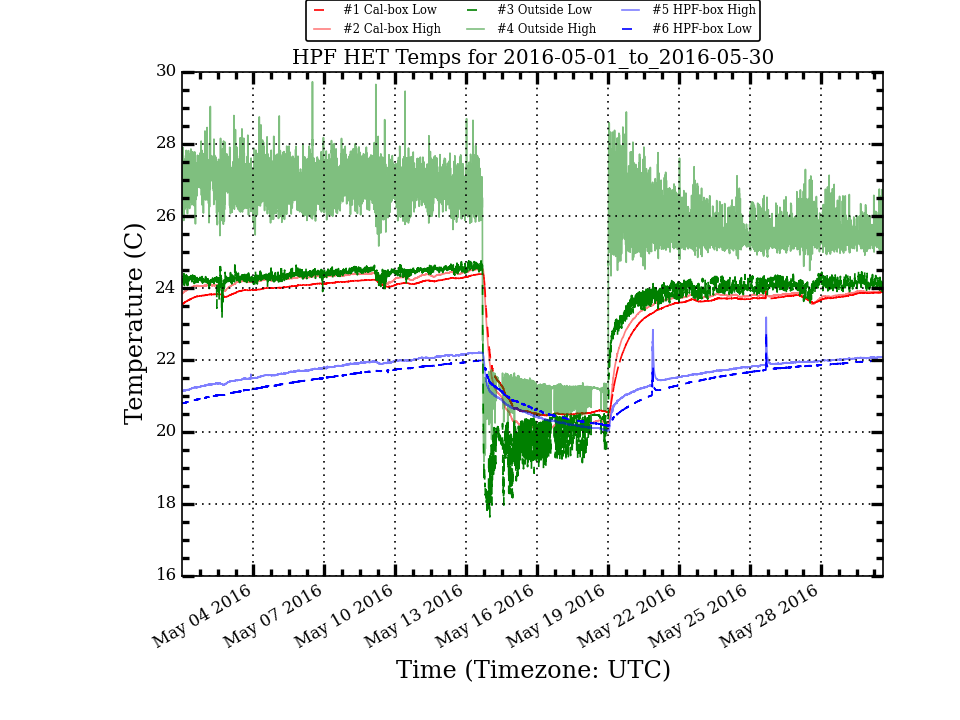 #1 Cal-box Low #3 Outside Low #5 HPF-box High
#2 Cal-box High #4 Outside High #6 HPF-box Low
HPF HET Temps for 2016-05-01_to_2016-05-30
30
28
26
24
22
20
18
16
Temperature (C)
May 04 2016 May 07 2016 May 10 2016 May 13 2016 May 16 2016 May 19 2016 May 22 2016 May 25 2016 May 28 2016
Time (Timezone: UTC)